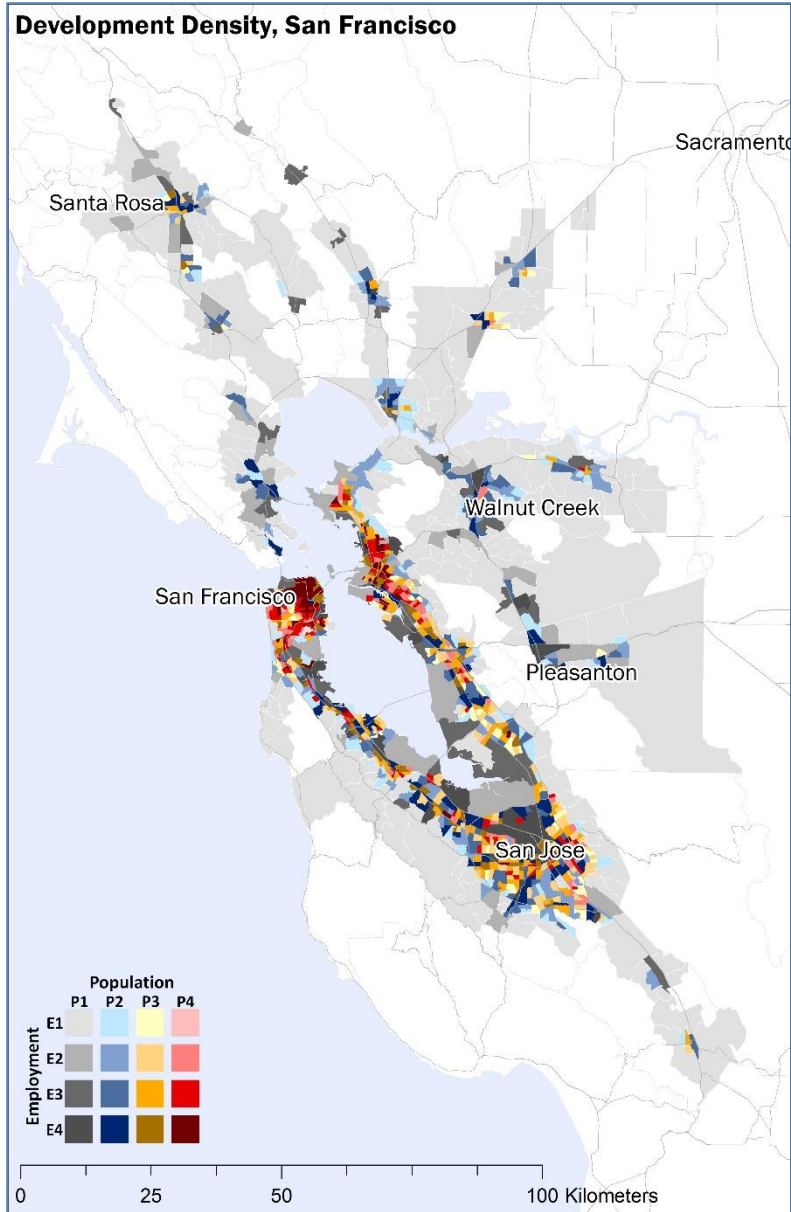 Development Density, San Francisco
Sacramento
Santa Rosa
Walnut Creek
San Francisco
Pleasanton
San Jose
Population
P1 P2 P3 P4
Employment
E1
E2
E3
E4
0 25 50 100 Kilometers